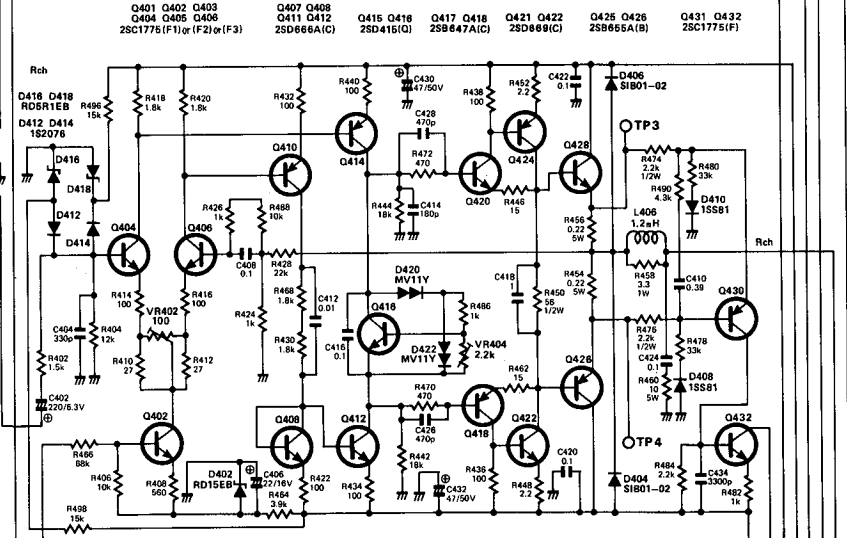 Q401 Q402 Q403
Q404 Q405 Q406
2SC1775(F1)or(F2)or(F3)
Q407 Q408
Q411 Q412
2SD666A(C)
Q415 Q416
2SD415(Q)
Q417 Q418
2SB647A(C)
Q421 Q422
2SD669(C)
Q425 Q426
2SB655A(B)
Q431 Q432
2SC1775(F)
Rch
D416 D418
RD5R1EB
D412 D414
1S2076
R496
15k
R418
1.8k
R420
1.8k
R432
100
R440
100
C430
47/50V
R438
100
R452
2.2
C422
0.1
D406
SIB01-02
C428
470p
TP3
D416
D418
Q410
Q414
R472
470
Q424
Q428
R474
2.2k
1/2W
R480
33k
Q420
R446
15
R490
4.3k
D410
1SS81
D412
D414
R426
1k
R488
10k
R444
18k
C414
180p
R456
0.22
5W
L406
1.2mH
Rch
Q404
Q406
C408
0.1
R428
22k
R414
100
R416
100
R468
1.8k
C412
0.01
D420
MV11Y
C418
1
R454
0.22
5W
R458
3.3
1W
C410
0.39
Q430
VR402
100
R424
1k
Q416
R486
1k
R450
56
1/2W
C404
330p
R404
12k
R430
1.8k
C416
0.1
D422
MV11Y
VR404
2.2k
R476
2.2k
1/2W
R478
33k
R402
1.5k
R410
27
R412
27
R462
15
Q426
C424
0.1
R460
10
5W
D408
1SS81
C402
220/6.3V
R470
470
Q402
Q408
Q412
C426
470p
Q418
Q422
Q432
R466
68k
TP4
R406
10k
R408
560
D402
RD15EB
C406
22/16V
R464
3.9k
R422
100
R434
100
R442
18k
C432
47/50V
R436
100
R448
2.2
C420
0.1
D404
SIB01-02
R484
2.2k
C434
3300p
R482
1k
R498
15k